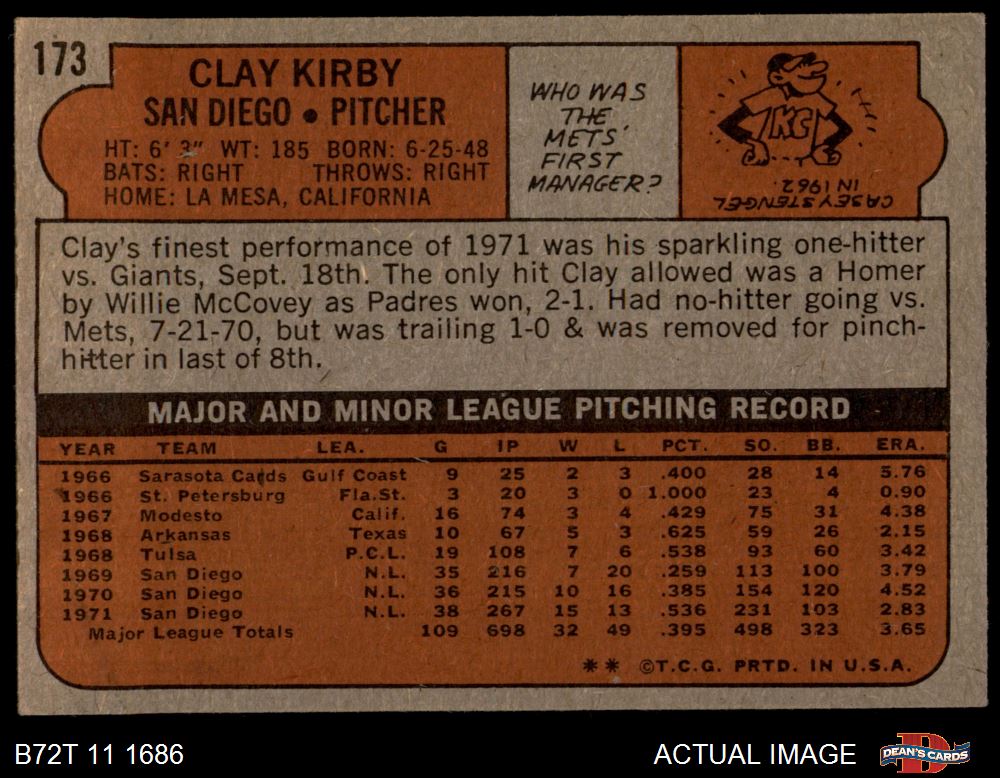 173
CLAY KIRBY
SAN DIEGO • PITCHER
HT: 6' 3" WT: 185 BORN: 6-25-48
BATS: RIGHT THROWS: RIGHT
HOME: LA MESA, CALIFORNIA
WHO WAS
THE
METS'
FIRST
MANAGER?
KC
CASEY STENGEL
IN 1962.
Clay's finest performance of 1971 was his sparkling one-hitter
vs. Giants, Sept. 18th. The only hit Clay allowed was a Homer
by Willie McCovey as Padres won, 2-1. Had no-hitter going vs.
Mets, 7-21-70, but was trailing 1-0 & was removed for pinch-
hitter in last of 8th.
MAJOR AND MINOR LEAGUE PITCHING RECORD
YEAR TEAM LEA. G IP W L PCT. SO. BB. ERA.
1966 Sarasota Cards Gulf Coast 9 25 2 3 .400 28 14 5.76
1966 St. Petersburg Fla.St. 3 20 3 0 1.000 23 4 0.90
1967 Modesto Calif. 16 74 3 4 .429 75 31 4.38
1968 Arkansas Texas 10 67 5 3 .625 59 26 2.15
1968 Tulsa P.C.L. 19 108 7 6 .538 93 60 3.42
1969 San Diego N.L. 35 216 7 20 .259 113 100 3.79
1970 San Diego N.L. 36 215 10 16 .385 154 120 4.52
1971 San Diego N.L. 38 267 15 13 .536 231 103 2.83
Major League Totals 109 698 32 49 .395 498 323 3.65
** ©T.C.G. PRTD. IN U.S.A.
B72T 11 1686
ACTUAL IMAGE
DEAN'S CARDS